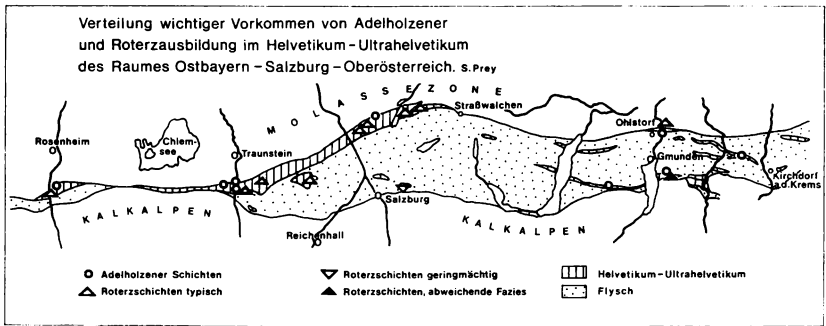 Verteilung wichtiger Vorkommen von Adelholzener
und Roterzausbildung im Helvetikum-Ultrahelvetikum
des Raumes Ostbayern-Salzburg-Oberösterreich. S.Prey
MOLASSEZONE
Straßwalchen
Ohlstorf
Rosenheim
Chiem-
see
Traunstein
Gmunden
Kirchdorf
a.d.Krems
Salzburg
KALKALPEN
KALKALPEN
Reichenhall
Adelholzener Schichten
Roterzschichten geringmächtig
Helvetikum-Ultrahelvetikum
Roterzschichten typisch
Roterzschichten, abweichende Fazies
Flysch